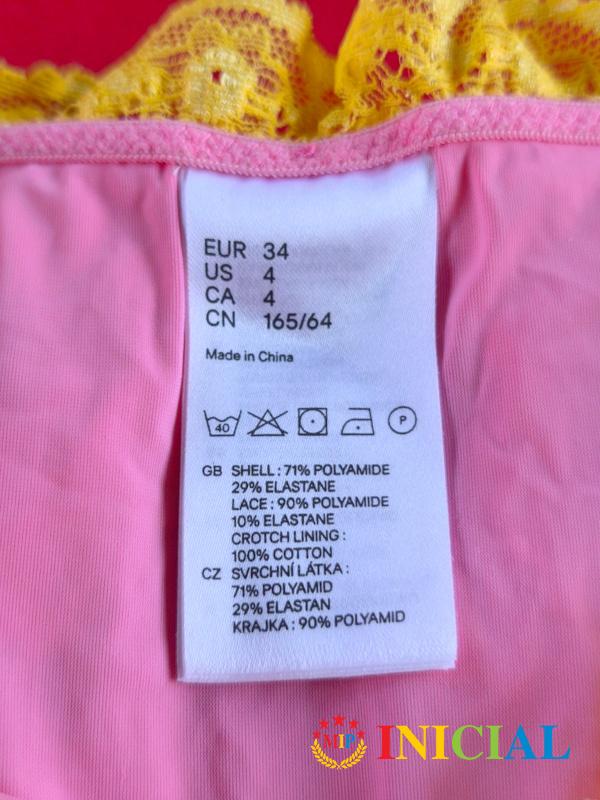 EUR 34
US 4
CA 4
CN 165/64
Made in China
40 P
GB SHELL : 71% POLYAMIDE
29% ELASTANE
LACE : 90% POLYAMIDE
10% ELASTANE
CROTCH LINING :
100% COTTON
CZ SVRCHNÍ LÁTKA :
71% POLYAMID
29% ELASTAN
KRAJKA : 90% POLYAMID
MIP INICIAL